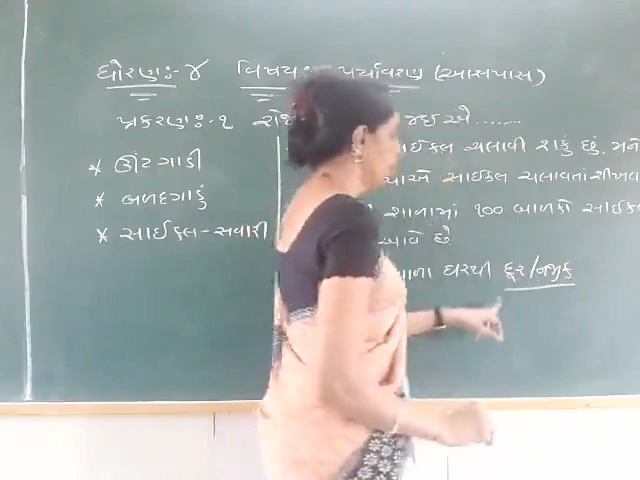 ધોરણઃ- ૪ વિષયઃ પર્યાવરણ (આસપાસ)
પ્રકરણઃ- ૧ જઈએ.......
* ઊંટગાડી
* બળદગાડું
* સાઈકલ-સવારી
સાઈકલ ચલાવી શકું છું. મને
સાઈકલ ચલાવતાં શીખવ
શાળામાં ૧૦૦ બાળકો સાઈકલ
આવે છે
ઘરથી દૂર/નજીક